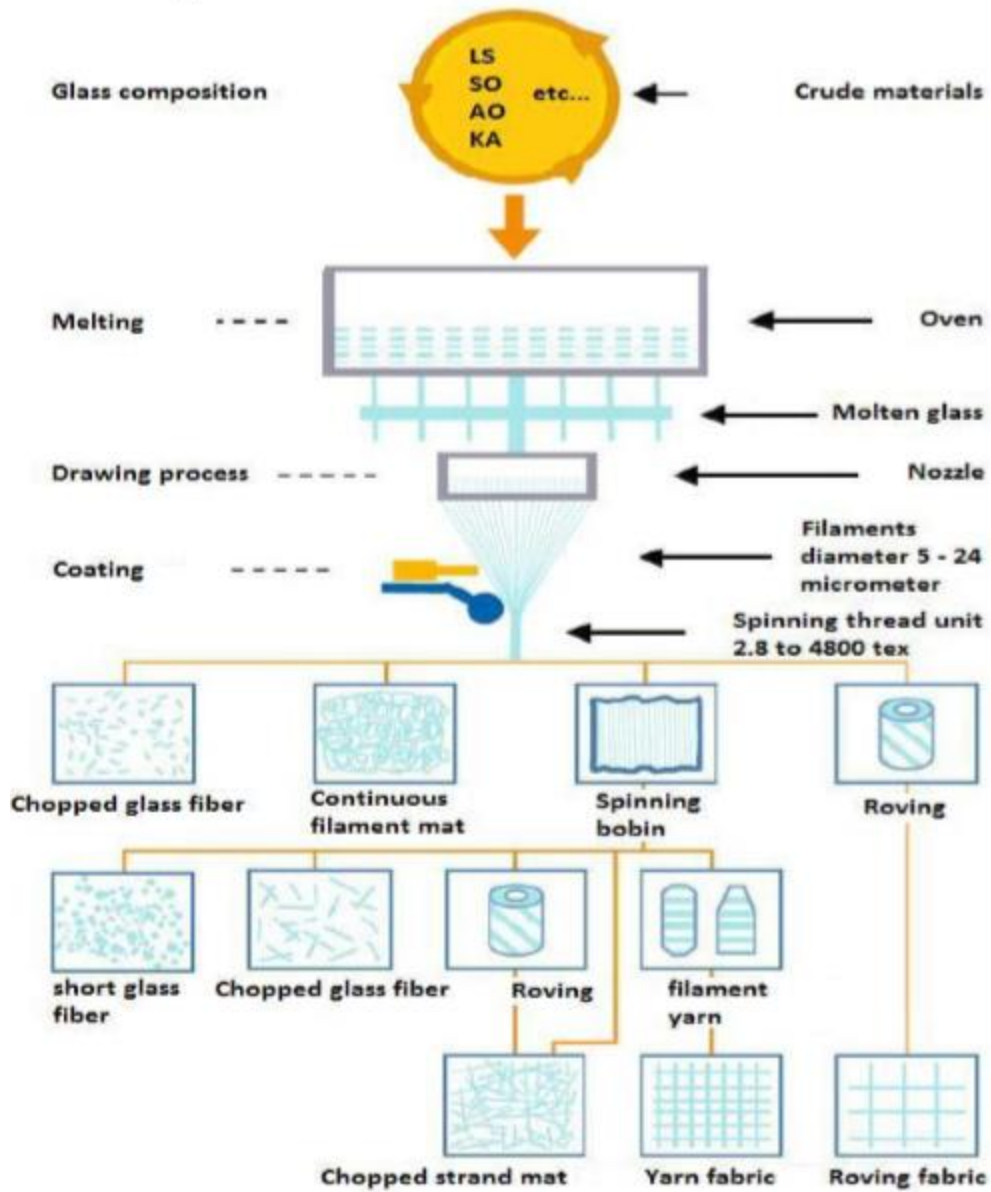 LS
SO
etc...
AO
KA
Glass composition
Crude materials
Melting
Oven
Molten glass
Drawing process
Nozzle
Filaments
diameter 5 - 24
micrometer
Coating
Spinning thread unit
2.8 to 4800 tex
Chopped glass fiber
Continuous
filament mat
Spinning
bobin
Roving
short glass
fiber
Chopped glass fiber
Roving
filament
yarn
Chopped strand mat
Yarn fabric
Roving fabric